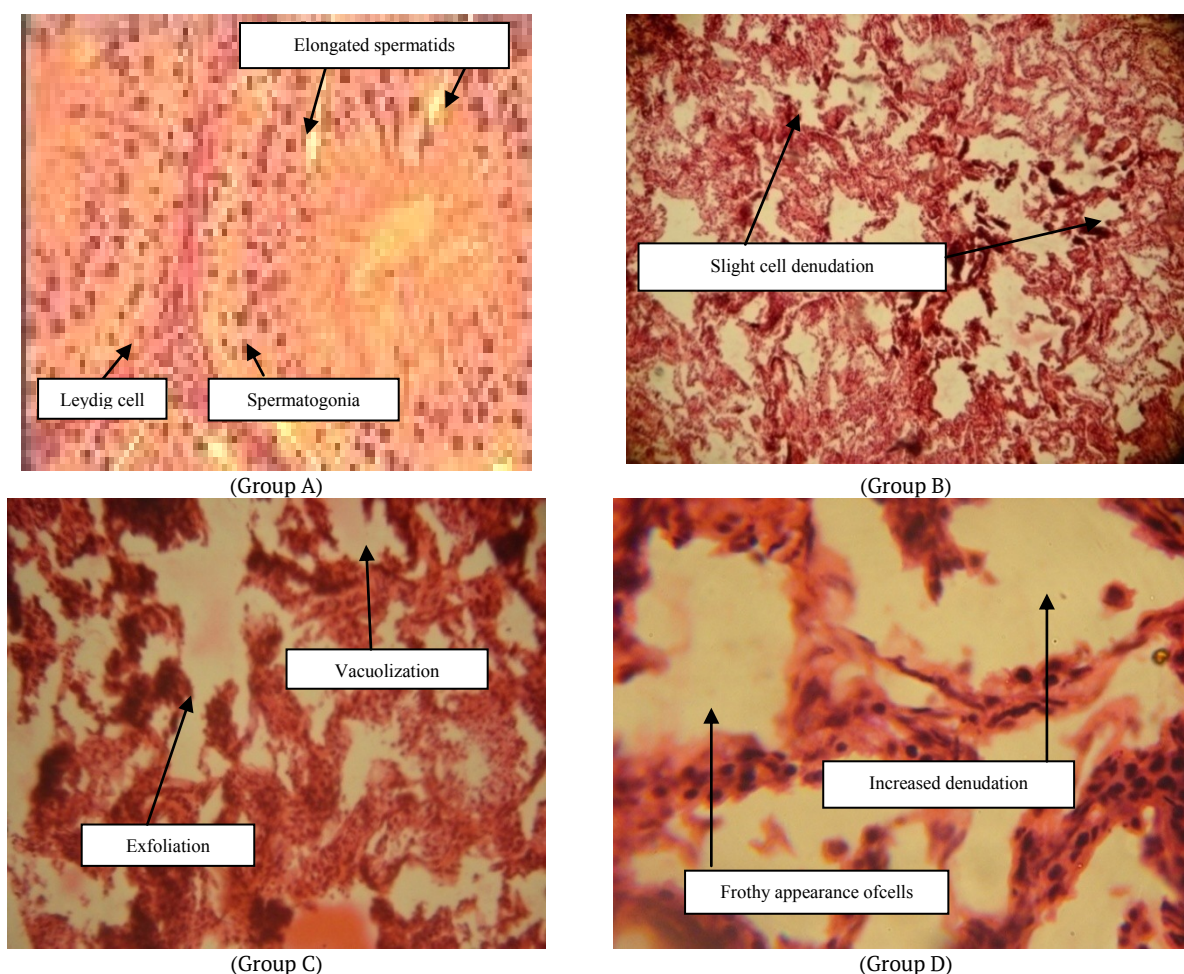 Elongated spermatids
Leydig cell
Spermatogonia
(Group A)
Slight cell denudation
(Group B)
Vacuolization
Exfoliation
(Group C)
Increased denudation
Frothy appearance ofcells
(Group D)